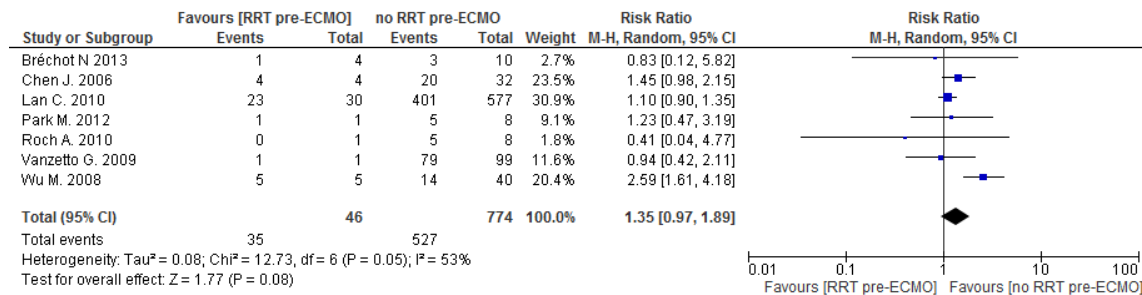 Favours [RRT pre-ECMO] no RRT pre-ECMO Risk Ratio Risk Ratio
Study or Subgroup Events Total Events Total Weight M-H, Random, 95% CI M-H, Random, 95% CI
Bréchot N 2013 1 4 3 10 2.7% 0.83 [0.12, 5.82]
Chen J. 2006 4 4 20 32 23.5% 1.45 [0.98, 2.15]
Lan C. 2010 23 30 401 577 30.9% 1.10 [0.90, 1.35]
Park M. 2012 1 1 5 8 9.1% 1.23 [0.47, 3.19]
Roch A. 2010 0 1 5 8 1.8% 0.41 [0.04, 4.77]
Vanzetto G. 2009 1 1 79 99 11.6% 0.94 [0.42, 2.11]
Wu M. 2008 5 5 14 40 20.4% 2.59 [1.61, 4.18]
Total (95% CI) 46 774 100.0% 1.35 [0.97, 1.89]
Total events 35 527
Heterogeneity: Tau² = 0.08; Chi² = 12.73, df = 6 (P = 0.05); I² = 53%
Test for overall effect: Z = 1.77 (P = 0.08)
0.01 0.1 1 10 100
Favours [RRT pre-ECMO] Favours [no RRT pre-ECMO]